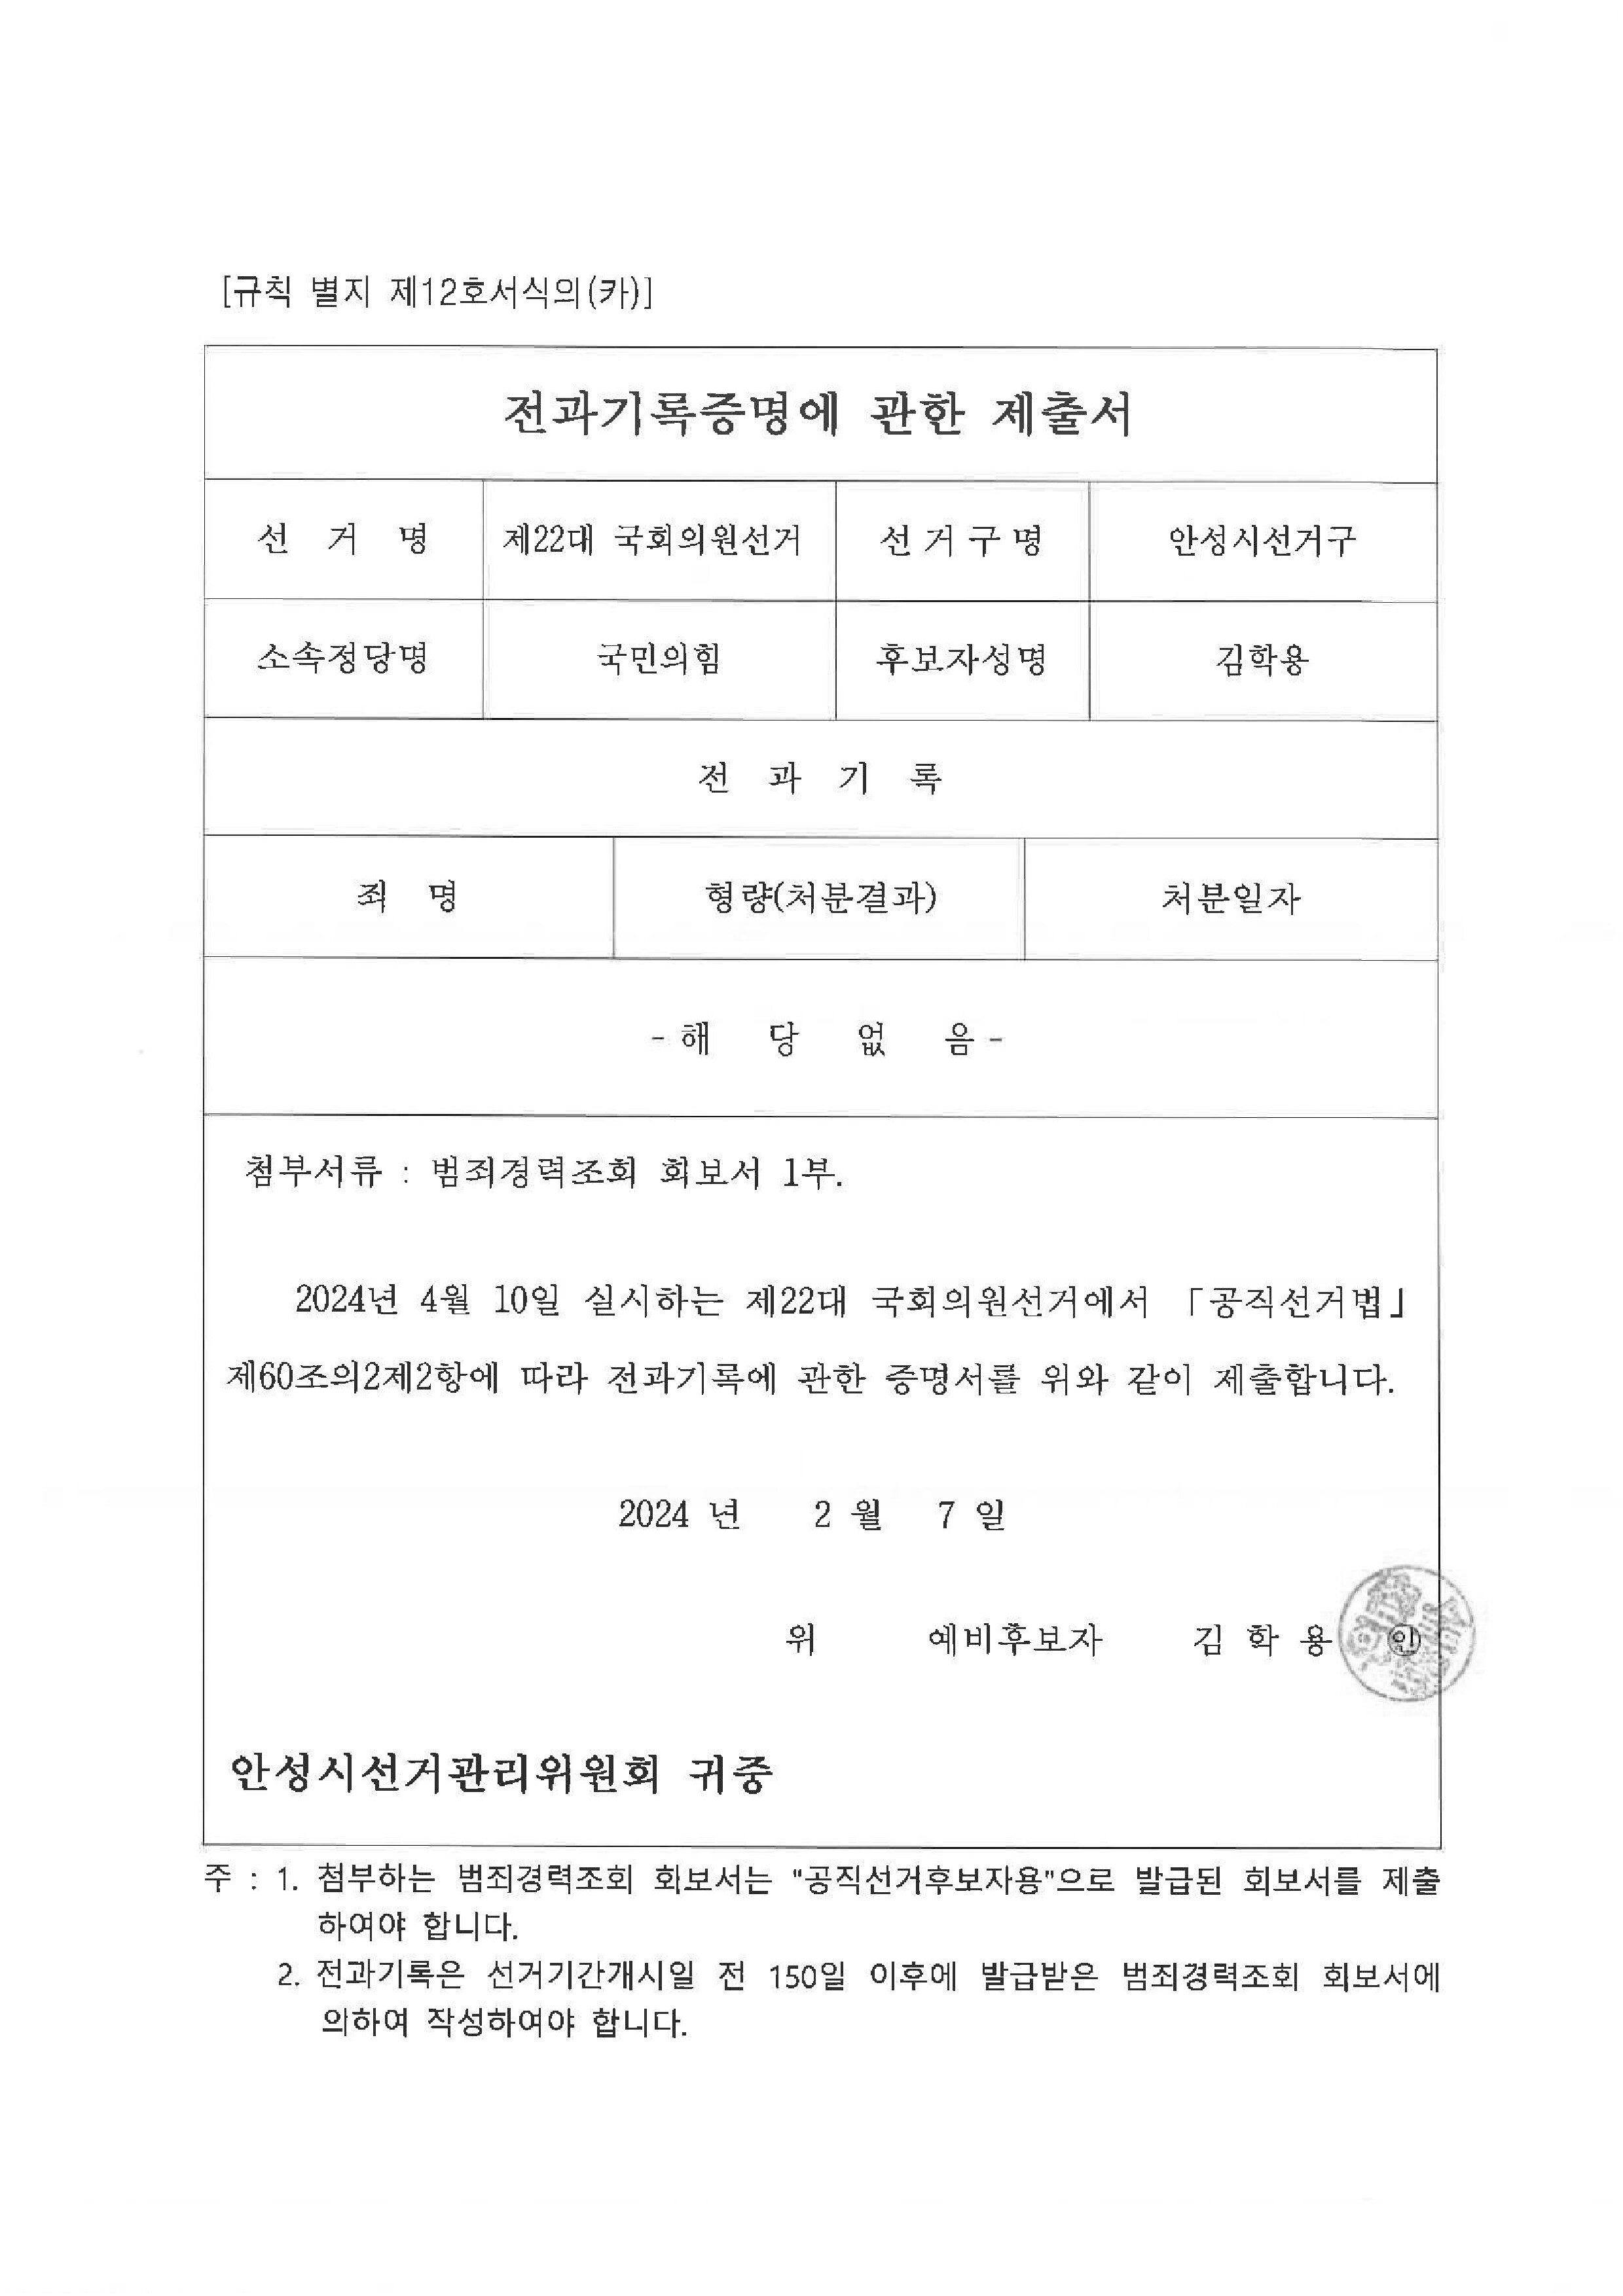 [규칙 별지 제12호서식의(카)]
전과기록증명에 관한 제출서
선 거 명 제22대 국회의원선거 선 거 구 명 안성시선거구
소속정당명 국민의힘 후보자성명 김학용
전 과 기 록
죄 명 형량(처분결과) 처분일자
- 해 당 없 음 -
첨부서류 : 범죄경력조회 회보서 1부.
2024년 4월 10일 실시하는 제22대 국회의원선거에서 「공직선거법」
제60조의2제2항에 따라 전과기록에 관한 증명서를 위와 같이 제출합니다.
2024 년 2 월 7 일
위 예비후보자 김 학 용 ㊞
안성시선거관리위원회 귀중
주 : 1. 첨부하는 범죄경력조회 회보서는 "공직선거후보자용"으로 발급된 회보서를 제출
하여야 합니다.
2. 전과기록은 선거기간개시일 전 150일 이후에 발급받은 범죄경력조회 회보서에
의하여 작성하여야 합니다.